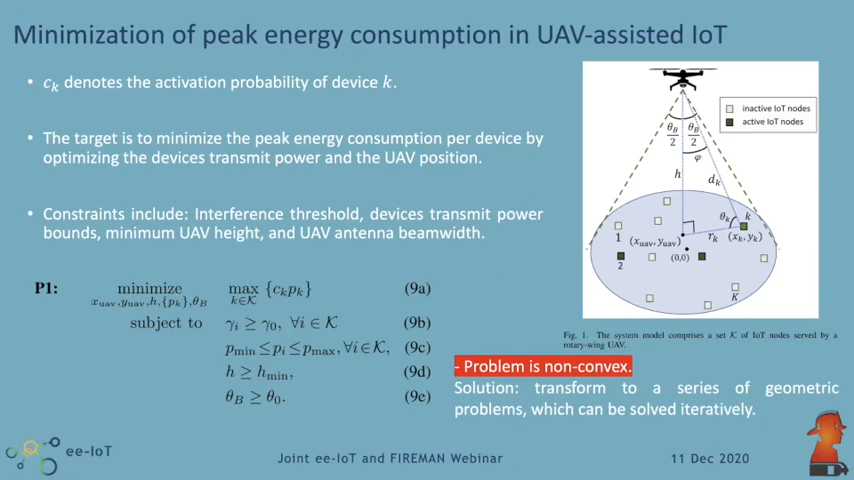 Minimization of peak energy consumption in UAV-assisted IoT
• c_k denotes the activation probability of device k.
• The target is to minimize the peak energy consumption per device by
optimizing the devices transmit power and the UAV position.
• Constraints include: Interference threshold, devices transmit power
bounds, minimum UAV height, and UAV antenna beamwidth.
P1: minimize max {c_k p_k} (9a)
x_uav, y_uav, h, {p_k}, θ_B k∈𝒦
subject to γ_i ≥ γ_0, ∀i ∈ 𝒦 (9b)
p_min ≤ p_i ≤ p_max, ∀i∈𝒦, (9c)
h ≥ h_min, (9d)
θ_B ≥ θ_0. (9e)
inactive IoT nodes
active IoT nodes
θ_B/2 θ_B/2
φ
h
d_k
θ_k k
1 (x_uav, y_uav) r_k (x_k, y_k)
2 (0,0)
K
Fig. 1. The system model comprises a set 𝒦 of IoT nodes served by a
rotary-wing UAV.
- Problem is non-convex.
Solution: transform to a series of geometric
problems, which can be solved iteratively.
ee-IoT
Joint ee-IoT and FIREMAN Webinar
11 Dec 2020